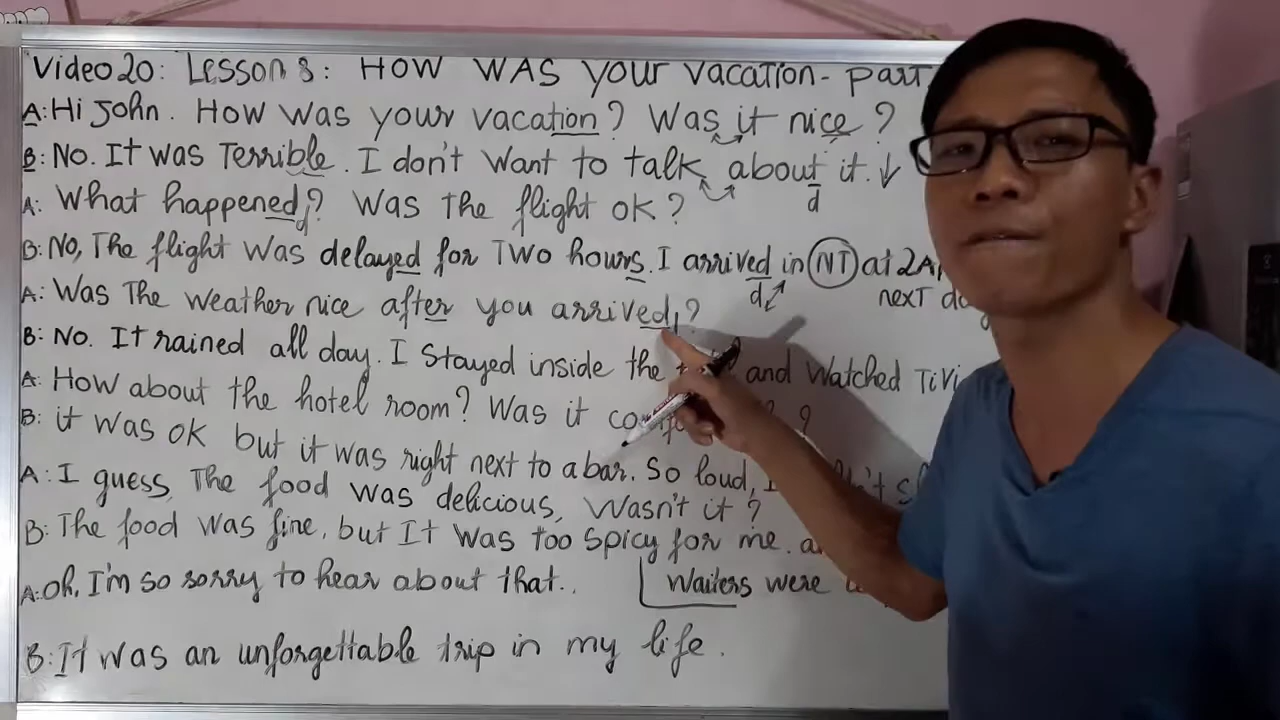 Video 20: Lesson 8: HOW WAS your vacation - part
A: Hi John. How was your vacation? Was it nice?
B: No. It was Terrible. I don't want to talk about it. ↓
d
A: What happened? Was the flight ok?
d
B: No, The flight was delayed for Two hours. I arrived in NT at 2A
d
next
A: Was The weather nice after you arrived?
B: No. It rained all day. I Stayed inside the and Watched TiVi
A: How about the hotel room? Was it ?
B: it was ok but it was right next to a bar. So loud,
A: I guess, The food was delicious, Wasn't it?
B: The food was fine, but It was too spicy for me.
Waiters were
A: Oh, I'm so sorry to hear about that..
B: It was an unforgettable trip in my life.